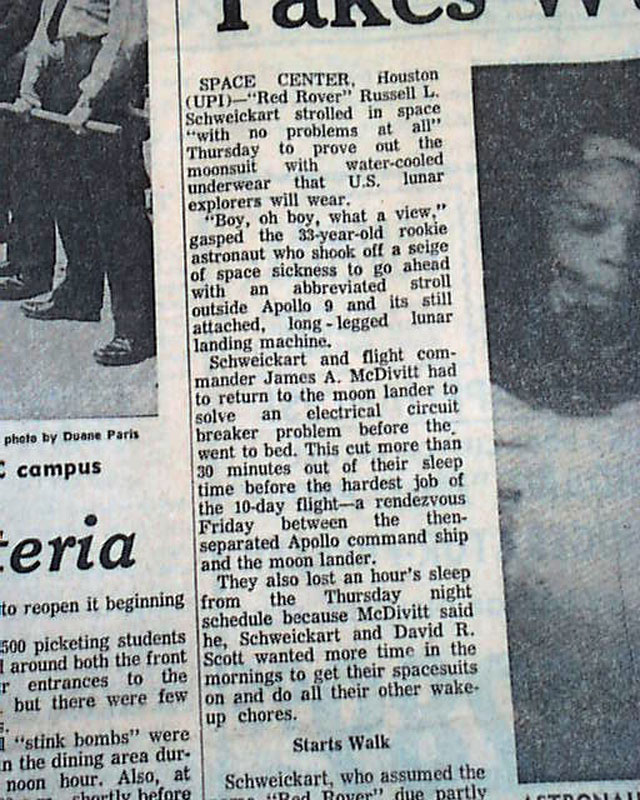 Takes W
SPACE CENTER, Houston
(UPI)—"Red Rover" Russell L.
Schweickart strolled in space
"with no problems at all"
Thursday to prove out the
moonsuit with water-cooled
underwear that U.S. lunar
explorers will wear.
"Boy, oh boy, what a view,"
gasped the 33-year-old rookie
astronaut who shook off a seige
of space sickness to go ahead
with an abbreviated stroll
outside Apollo 9 and its still
attached, long-legged lunar
landing machine.
Schweickart and flight com-
mander James A. McDivitt had
to return to the moon lander to
solve an electrical circuit
breaker problem before the.
went to bed. This cut more than
30 minutes out of their sleep
time before the hardest job of
the 10-day flight—a rendezvous
Friday between the then-
separated Apollo command ship
and the moon lander.
They also lost an hour's sleep
from the Thursday night
schedule because McDivitt said
he, Schweickart and David R.
Scott wanted more time in the
mornings to get their spacesuits
on and do all their other wake-
up chores.
Starts Walk
Schweickart, who assumed the
"Red Rover" due partly
photo by Duane Paris
C campus
teria
to reopen it beginning
500 picketing students
around both the front
r entrances to the
but there were few
s.
"stink bombs" were
n the dining area dur-
noon hour. Also, at
shortly before
ASTRONAU